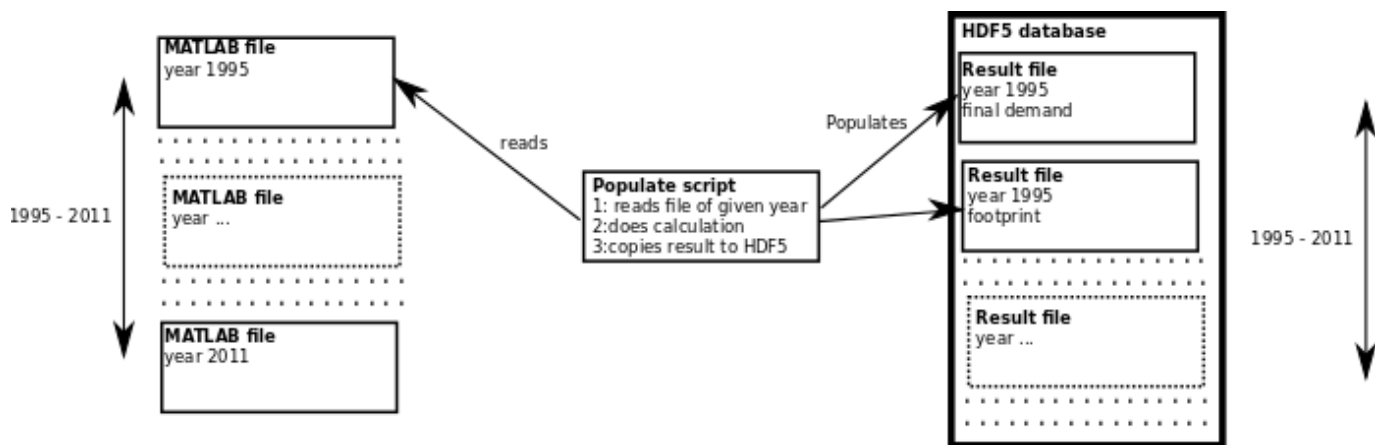 MATLAB file
year 1995
1995 - 2011
MATLAB file
year ...
MATLAB file
year 2011
reads
Populate script
1: reads file of given year
2:does calculation
3:copies result to HDF5
Populates
HDF5 database
Result file
year 1995
final demand
Result file
year 1995
footprint
Result file
year ...
1995 - 2011